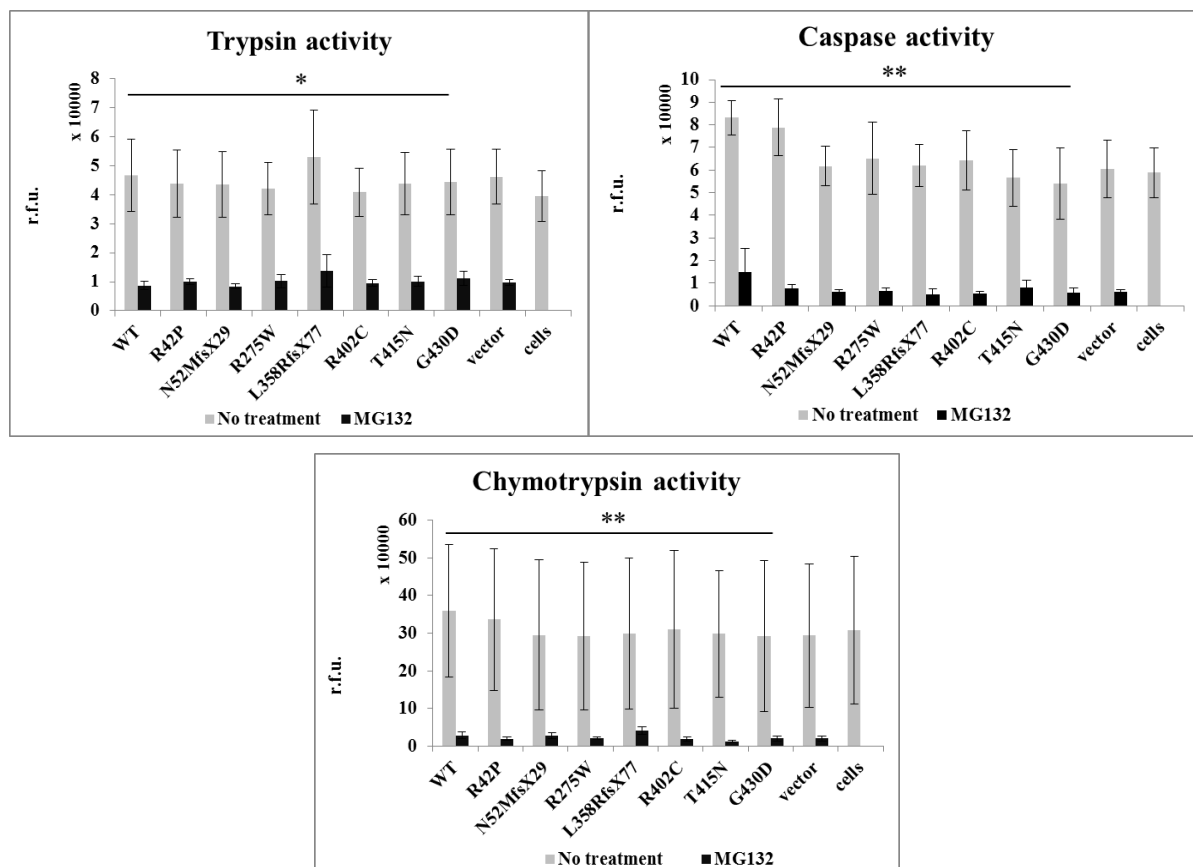 Trypsin activity
*
x 10000
8
7
6
5
4
3
2
1
0
r.f.u.
WT
R42P
N52MfsX29
R275W
L358RfsX77
R402C
T415N
G430D
vector
cells
No treatment MG132
Caspase activity
**
x 10000
10
9
8
7
6
5
4
3
2
1
0
r.f.u.
WT
R42P
N52MfsX29
R275W
L358RfsX77
R402C
T415N
G430D
vector
cells
No treatment MG132
Chymotrypsin activity
**
x 10000
60
50
40
30
20
10
0
r.f.u.
WT
R42P
N52MfsX29
R275W
L358RfsX77
R402C
T415N
G430D
vector
cells
No treatment MG132